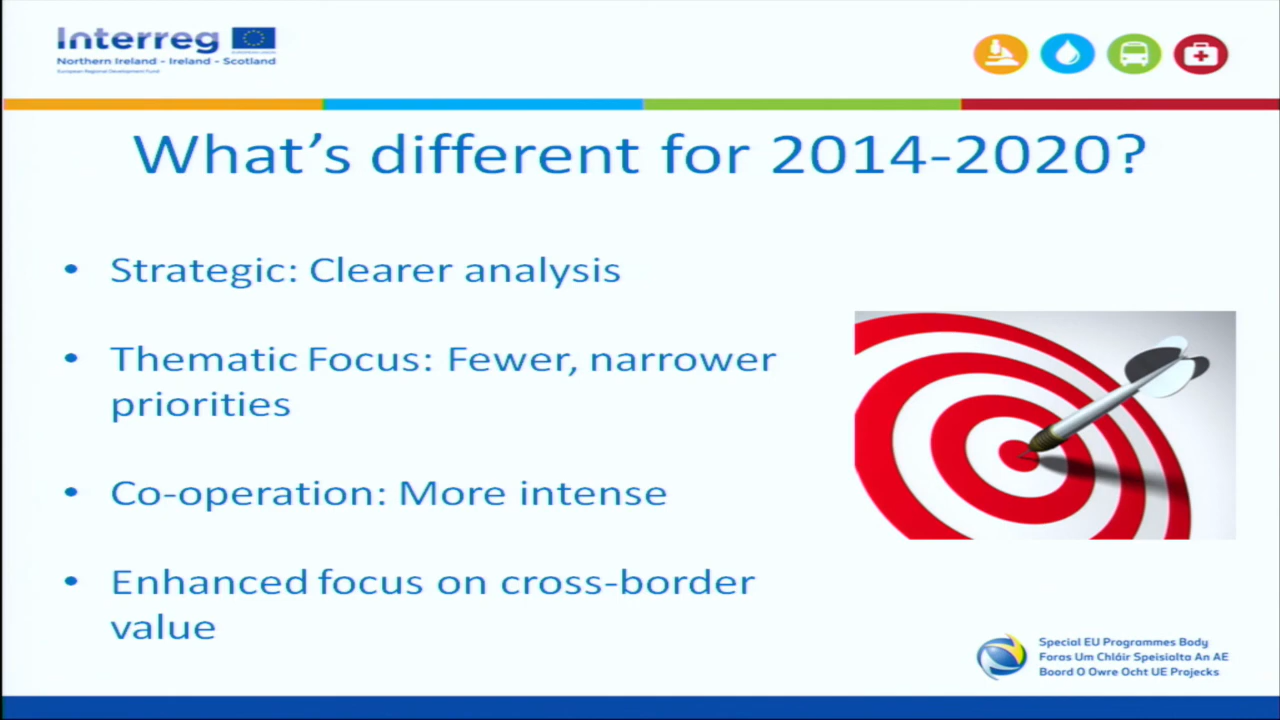 Interreg
Northern Ireland - Ireland - Scotland
European Regional Development Fund
What's different for 2014-2020?
• Strategic: Clearer analysis
• Thematic Focus: Fewer, narrower
priorities
• Co-operation: More intense
• Enhanced focus on cross-border
value
Special EU Programmes Body
Foras Um Chláir Speisialta An AE
Boord O Owre Ocht UE Projecks